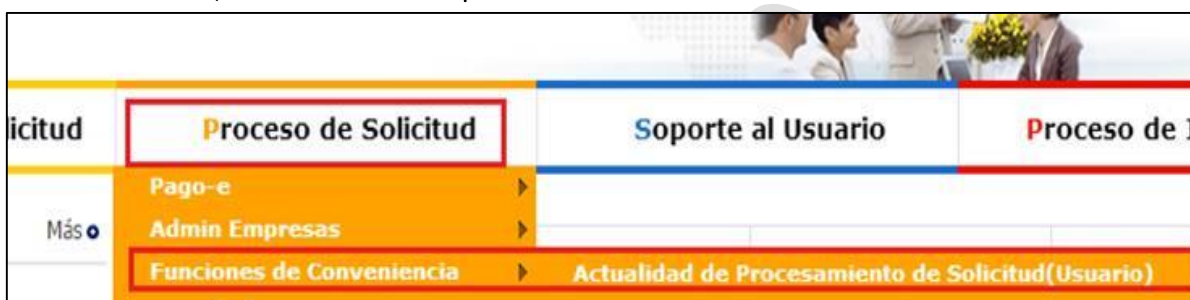 icitud Proceso de Solicitud Soporte al Usuario Proceso de
Pago-e
Más Admin Empresas
Funciones de Conveniencia Actualidad de Procesamiento de Solicitud(Usuario)